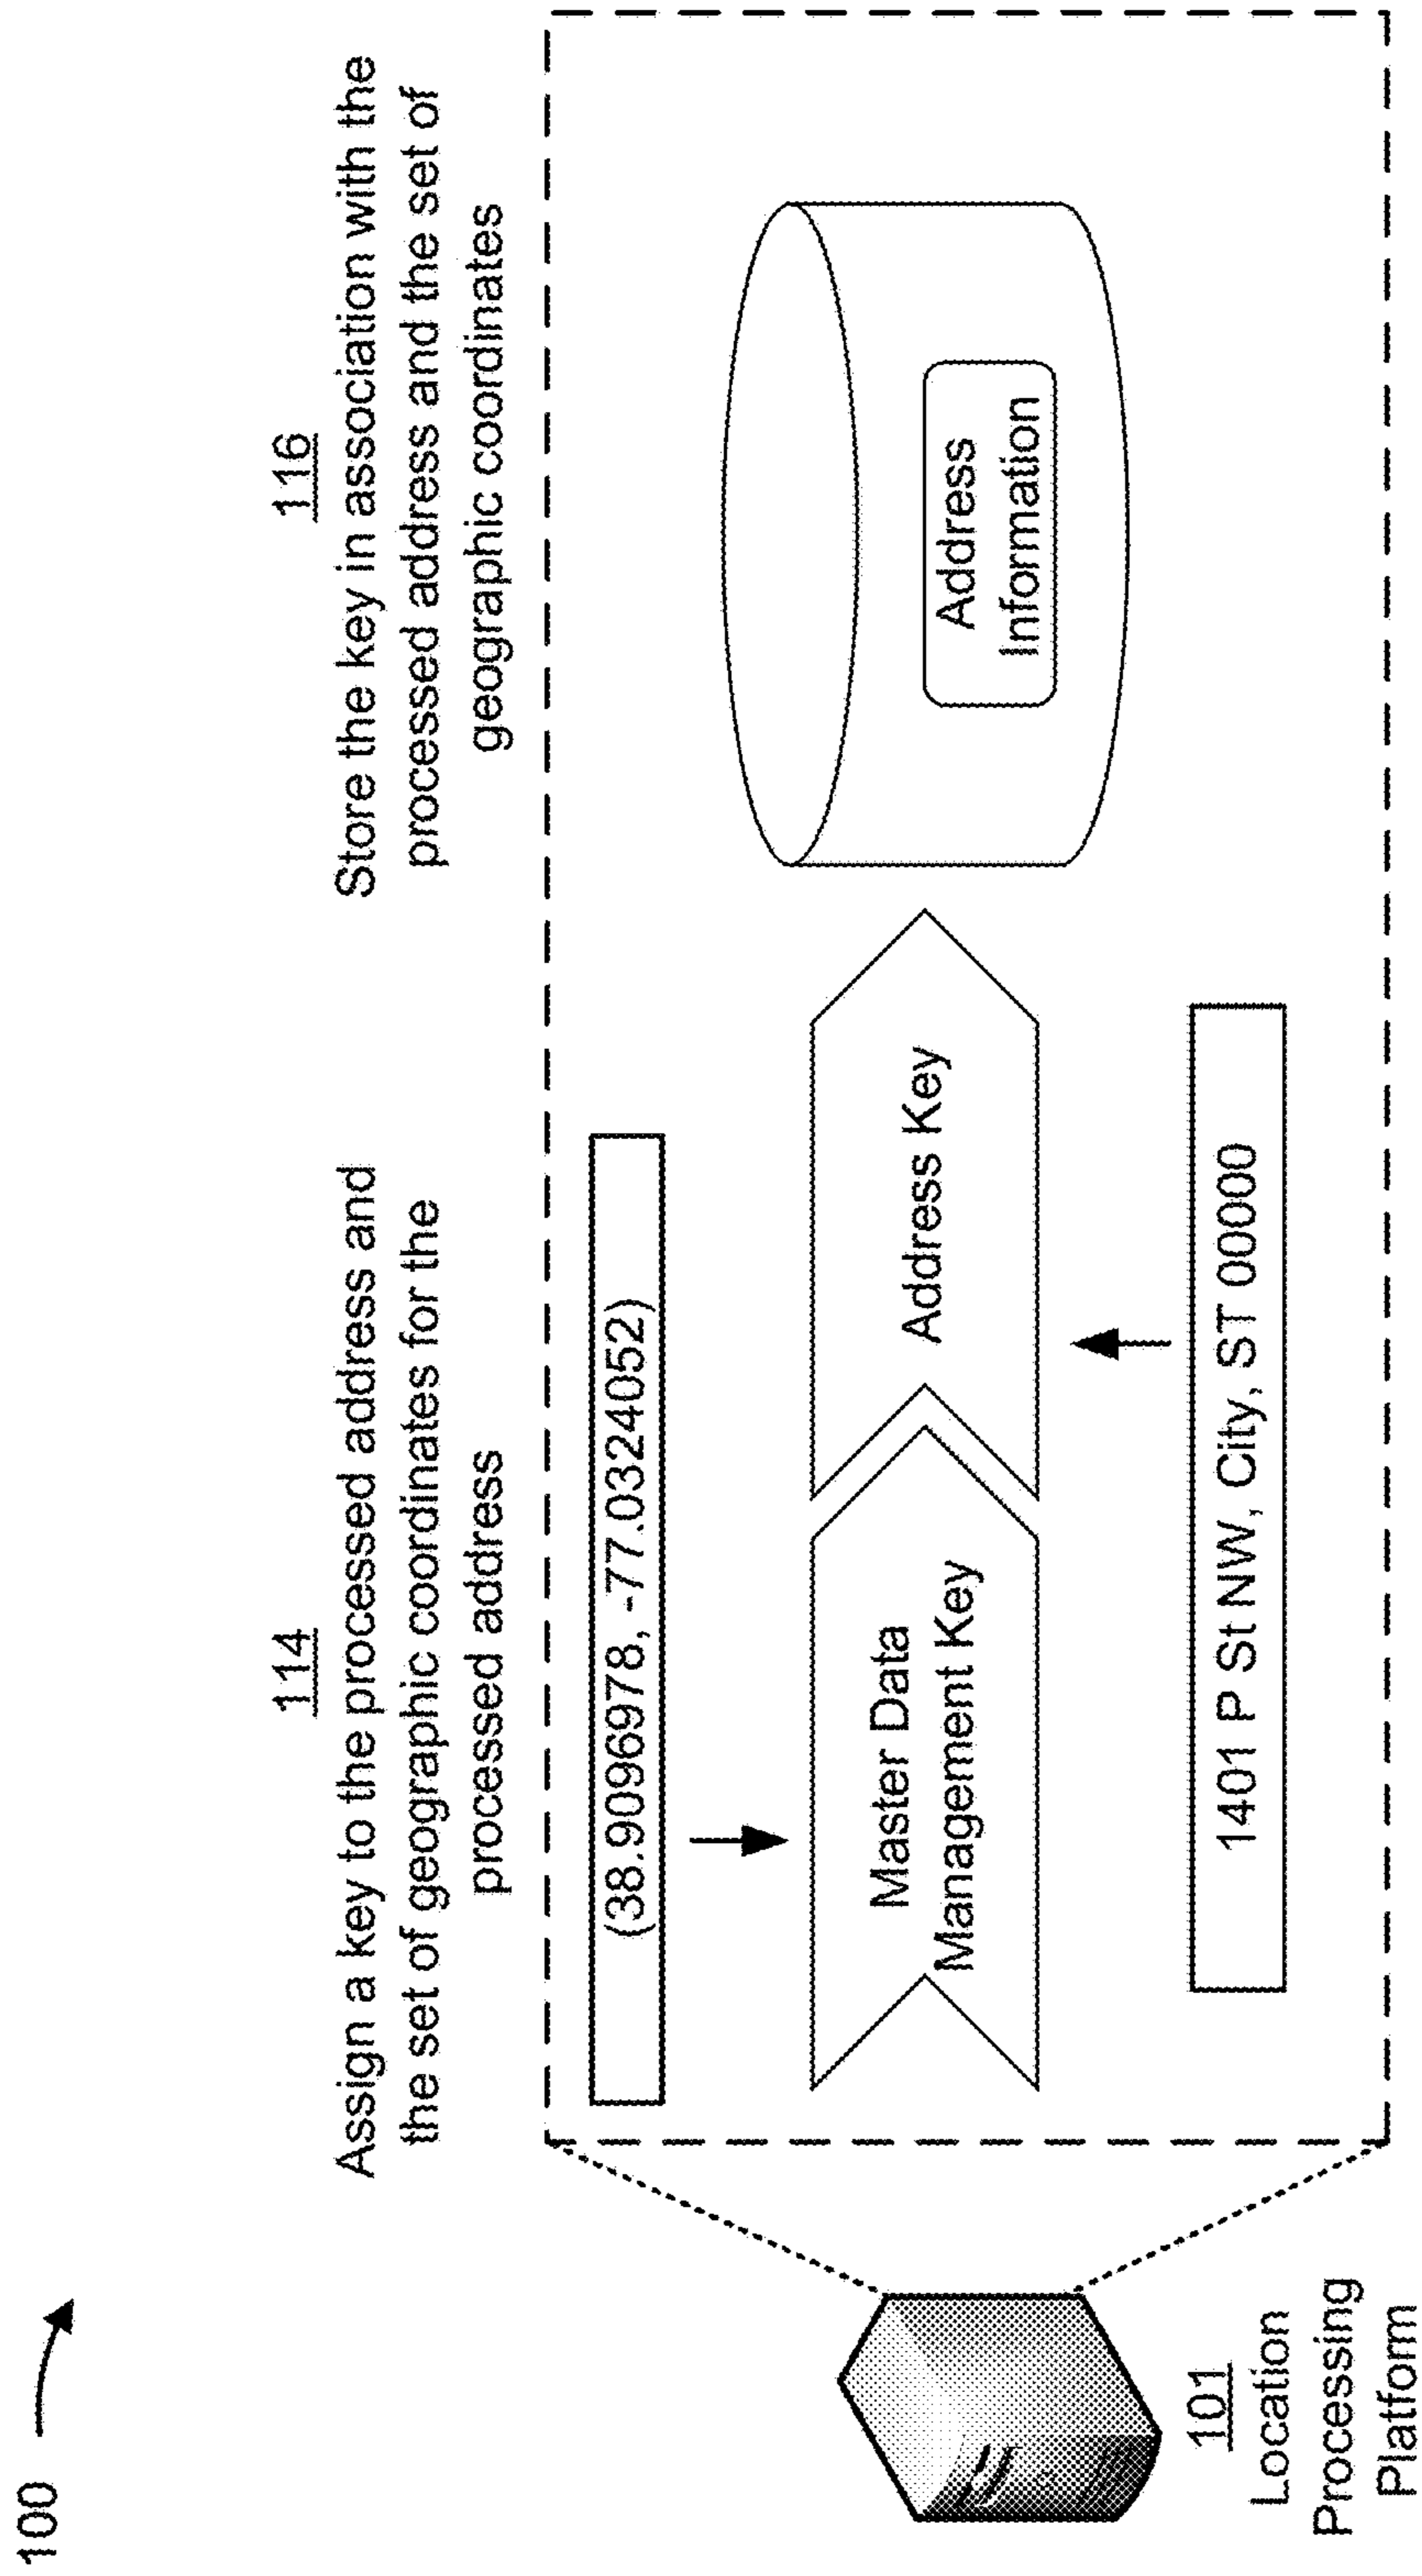 100
114
Assign a key to the processed address and
the set of geographic coordinates for the
processed address
116
Store the key in association with the
processed address and the set of
geographic coordinates
(38.9096978, -77.0324052)
Master Data
Management Key
Address Key
Address
Information
1401 P St NW, City, ST 00000
101
Location
Processing
Platform